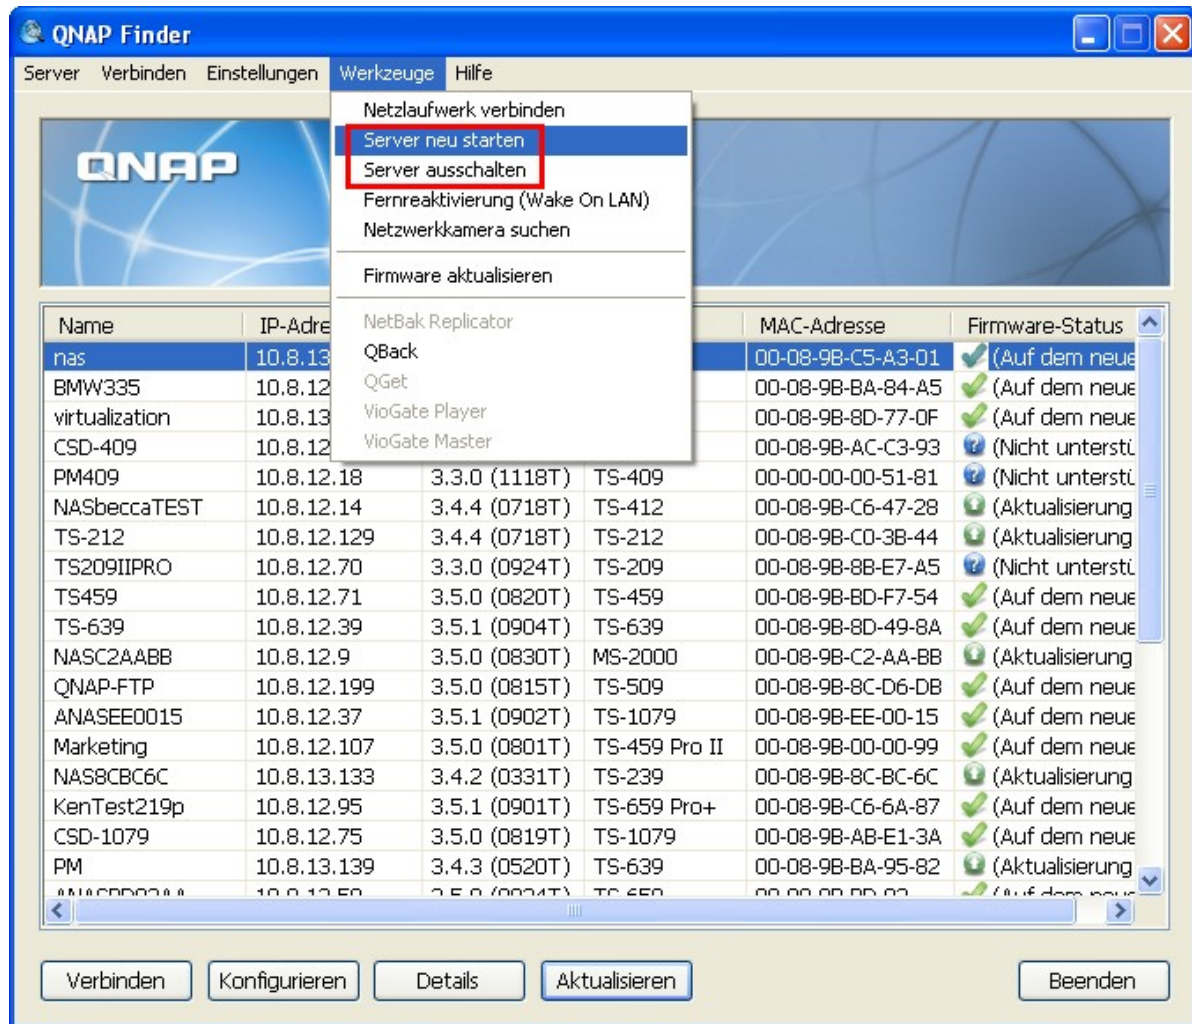 QNAP Finder
Server Verbinden Einstellungen Werkzeuge Hilfe
QNAP
Netzlaufwerk verbinden
Server neu starten
Server ausschalten
Fernreaktivierung (Wake On LAN)
Netzwerkkamera suchen
Firmware aktualisieren
NetBak Replicator
QBack
QGet
VioGate Player
VioGate Master
Name IP-Adre MAC-Adresse Firmware-Status
nas 10.8.13 00-08-9B-C5-A3-01 (Auf dem neue
BMW335 10.8.12 00-08-9B-BA-84-A5 (Auf dem neue
virtualization 10.8.13 00-08-9B-8D-77-0F (Auf dem neue
CSD-409 10.8.12 00-08-9B-AC-C3-93 (Nicht unterstü
PM409 10.8.12.18 3.3.0 (1118T) TS-409 00-00-00-00-51-81 (Nicht unterstü
NASbeccaTEST 10.8.12.14 3.4.4 (0718T) TS-412 00-08-9B-C6-47-28 (Aktualisierung
TS-212 10.8.12.129 3.4.4 (0718T) TS-212 00-08-9B-C0-3B-44 (Aktualisierung
TS209IIPRO 10.8.12.70 3.3.0 (0924T) TS-209 00-08-9B-8B-E7-A5 (Nicht unterstü
TS459 10.8.12.71 3.5.0 (0820T) TS-459 00-08-9B-BD-F7-54 (Auf dem neue
TS-639 10.8.12.39 3.5.1 (0904T) TS-639 00-08-9B-8D-49-8A (Auf dem neue
NASC2AABB 10.8.12.9 3.5.0 (0830T) MS-2000 00-08-9B-C2-AA-BB (Aktualisierung
QNAP-FTP 10.8.12.199 3.5.0 (0815T) TS-509 00-08-9B-8C-D6-DB (Auf dem neue
ANASEE0015 10.8.12.37 3.5.1 (0902T) TS-1079 00-08-9B-EE-00-15 (Auf dem neue
Marketing 10.8.12.107 3.5.0 (0801T) TS-459 Pro II 00-08-9B-00-00-99 (Auf dem neue
NAS8CBC6C 10.8.13.133 3.4.2 (0331T) TS-239 00-08-9B-8C-BC-6C (Aktualisierung
KenTest219p 10.8.12.95 3.5.1 (0901T) TS-659 Pro+ 00-08-9B-C6-6A-87 (Auf dem neue
CSD-1079 10.8.12.75 3.5.0 (0819T) TS-1079 00-08-9B-AB-E1-3A (Auf dem neue
PM 10.8.13.139 3.4.3 (0520T) TS-639 00-08-9B-BA-95-82 (Aktualisierung
Verbinden Konfigurieren Details Aktualisieren Beenden